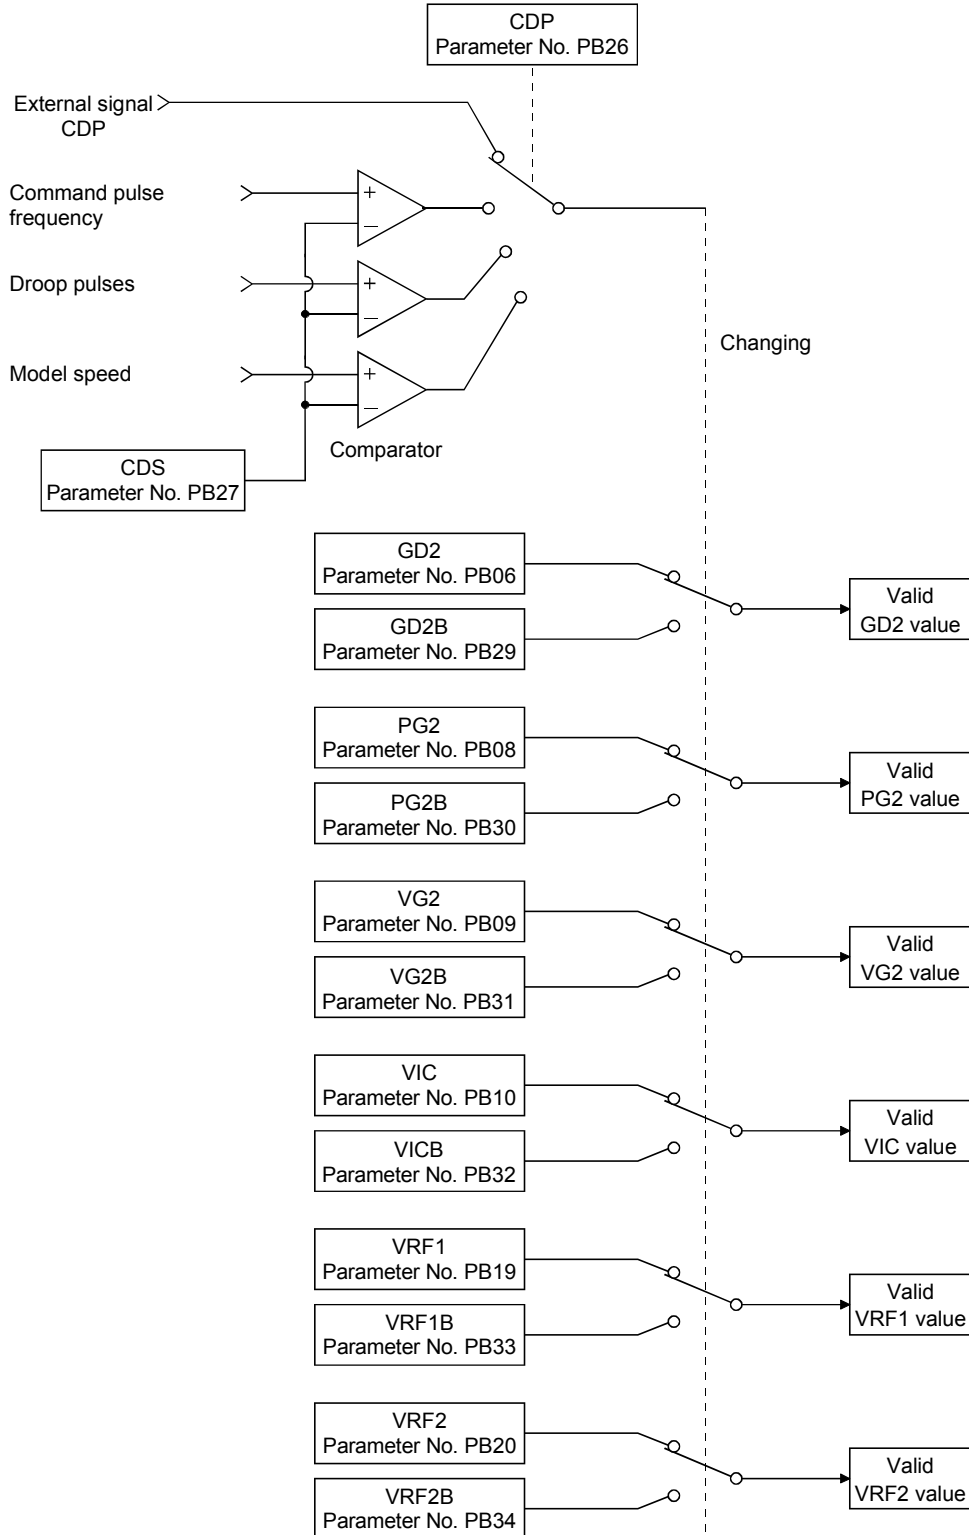 CDP
Parameter No. PB26
External signal
CDP
Command pulse
frequency
+
−
Droop pulses
+
−
Changing
Model speed
+
−
Comparator
CDS
Parameter No. PB27
GD2
Parameter No. PB06
Valid
GD2 value
GD2B
Parameter No. PB29
PG2
Parameter No. PB08
Valid
PG2 value
PG2B
Parameter No. PB30
VG2
Parameter No. PB09
Valid
VG2 value
VG2B
Parameter No. PB31
VIC
Parameter No. PB10
Valid
VIC value
VICB
Parameter No. PB32
VRF1
Parameter No. PB19
Valid
VRF1 value
VRF1B
Parameter No. PB33
VRF2
Parameter No. PB20
Valid
VRF2 value
VRF2B
Parameter No. PB34